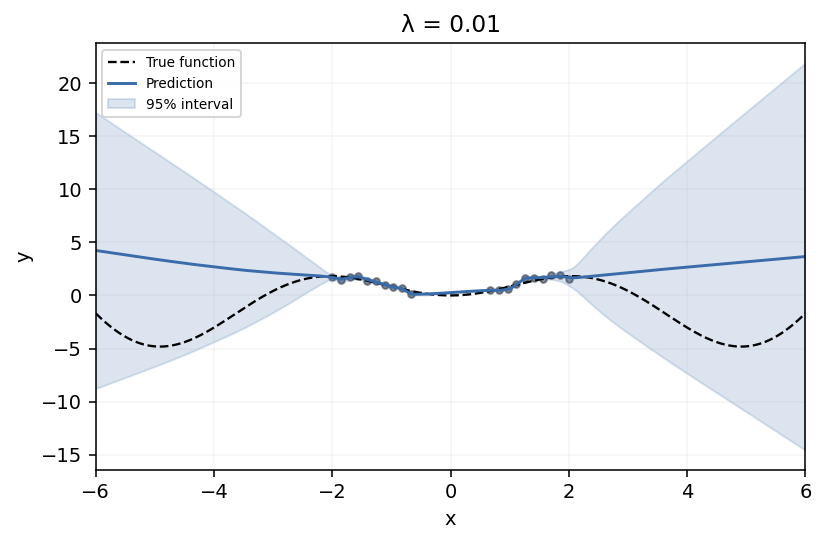 λ = 0.01
True function
Prediction
95% interval
20
15
10
5
0
−5
−10
−15
y
−6 −4 −2 0 2 4 6
x